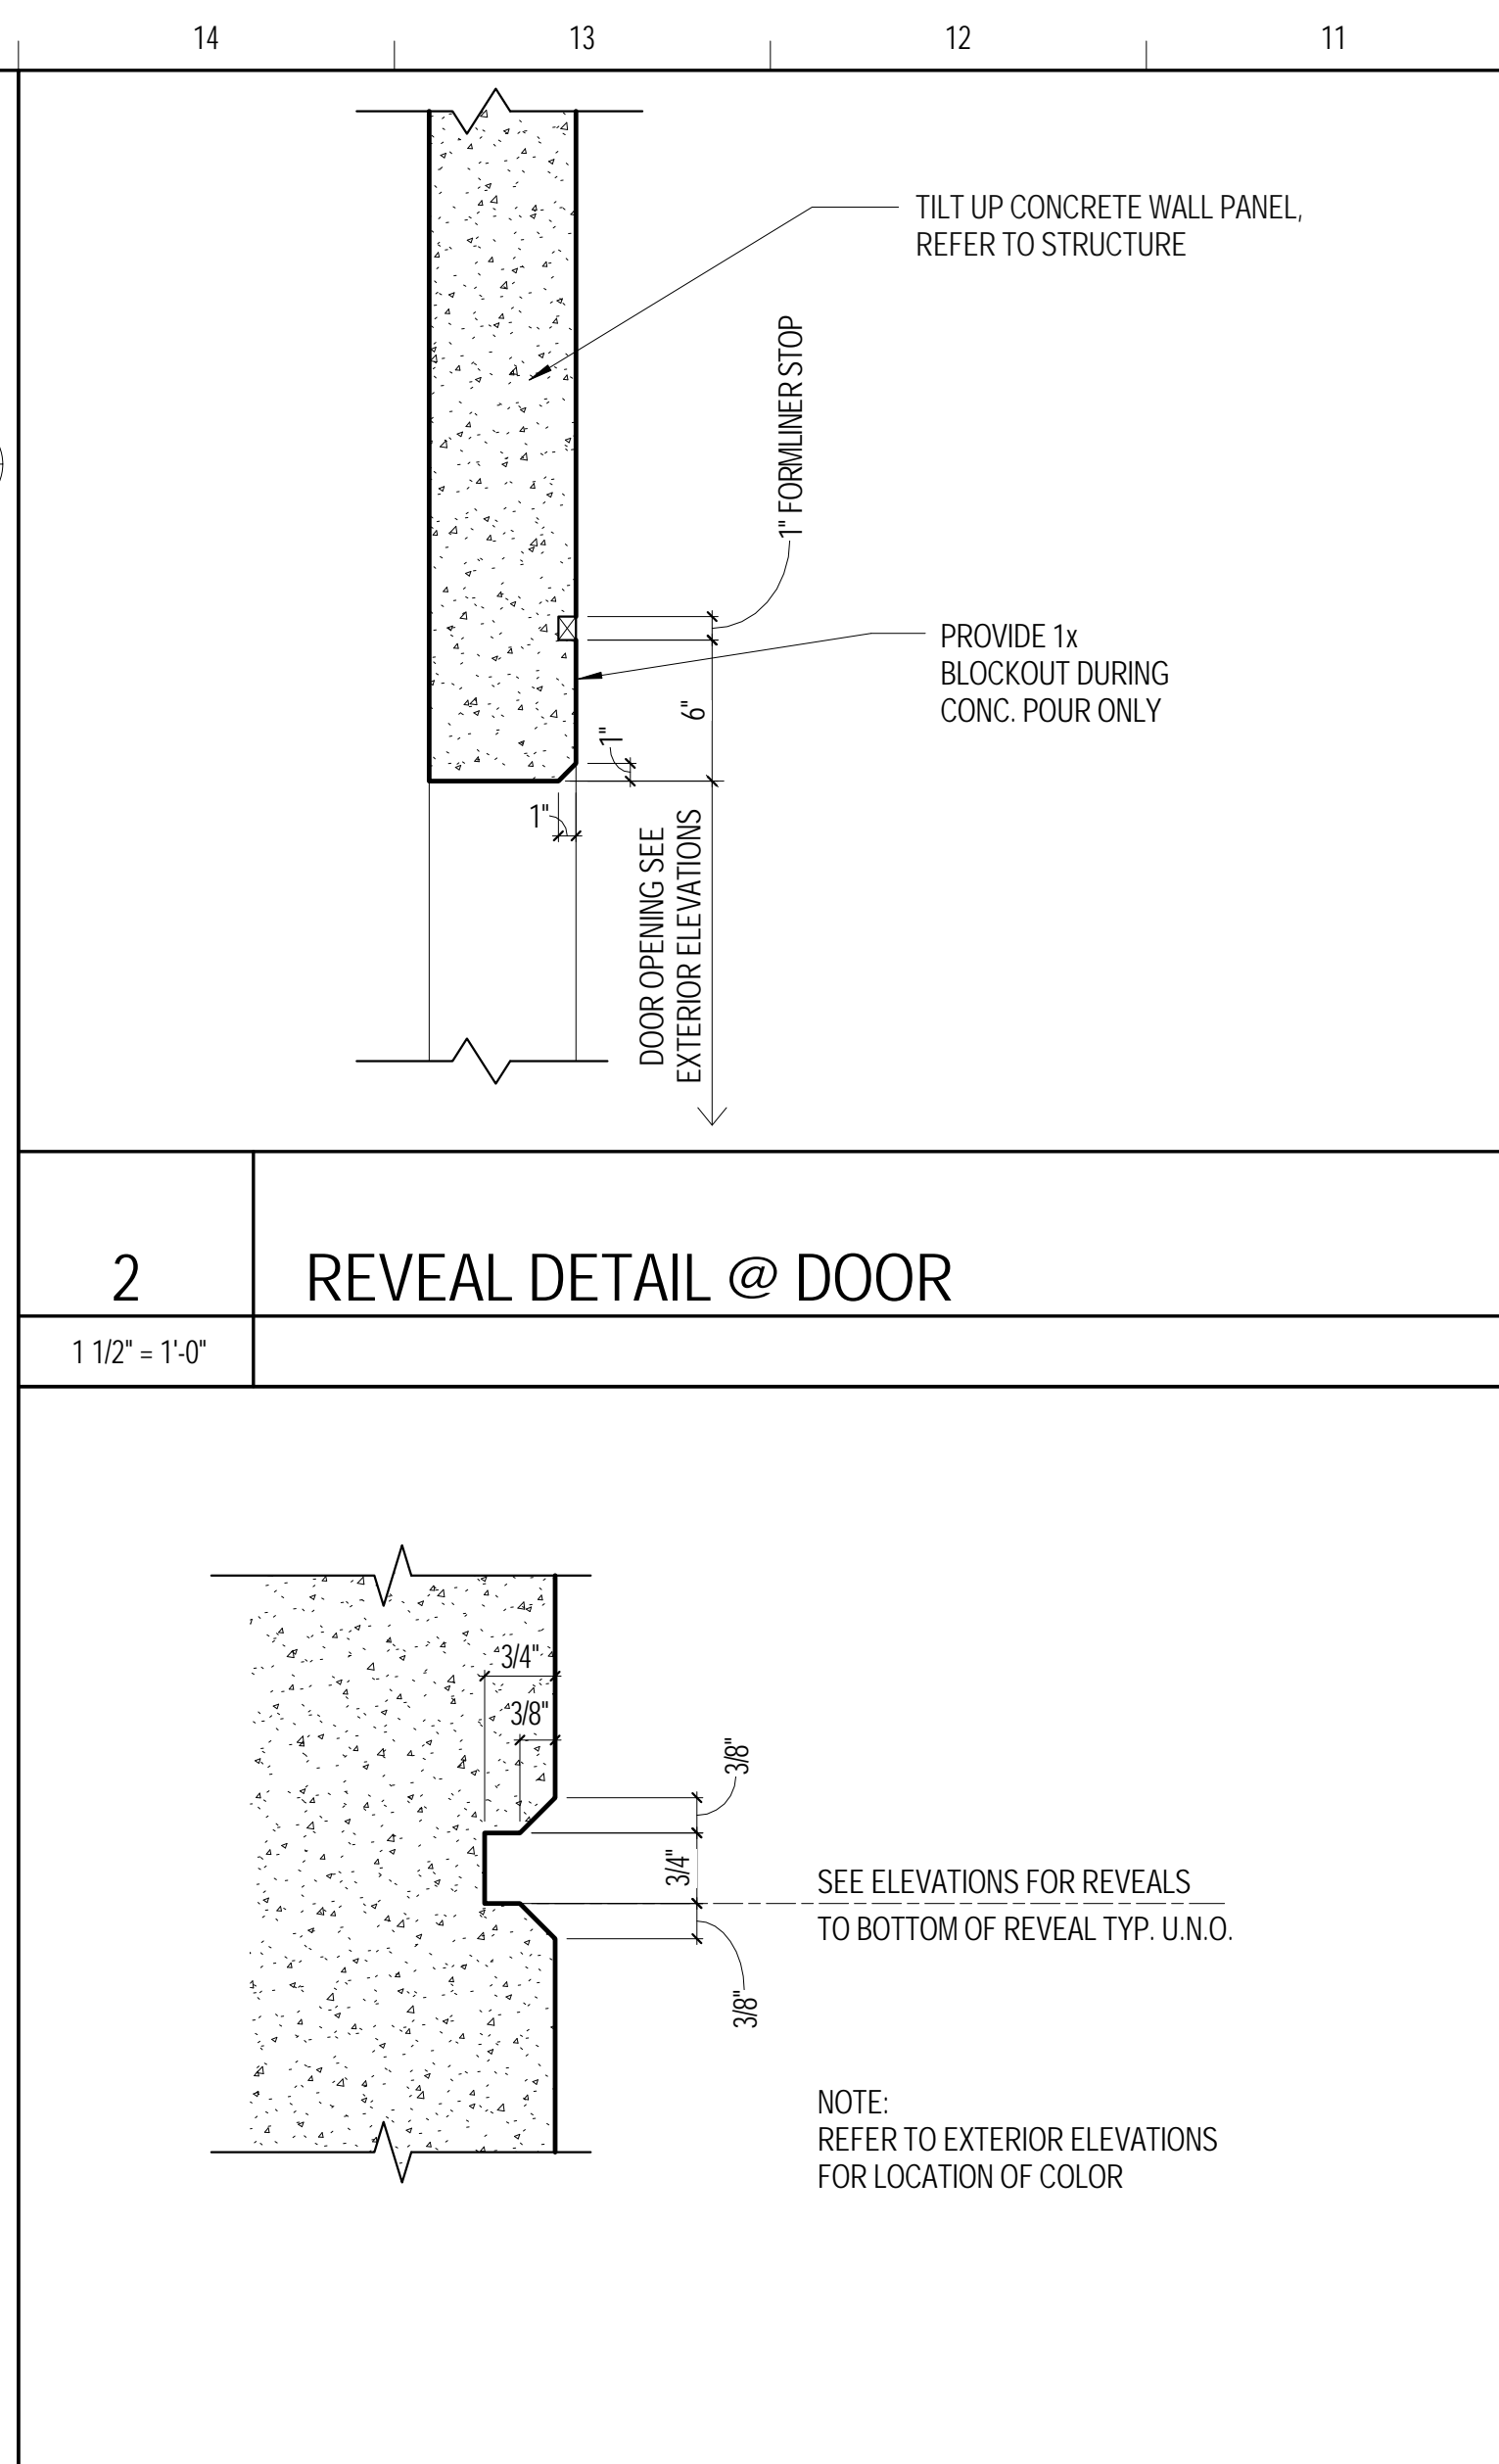 14
13
12
11
TILT UP CONCRETE WALL PANEL,
REFER TO STRUCTURE
1" FORMLINER STOP
PROVIDE 1x
BLOCKOUT DURING
CONC. POUR ONLY
6"
1"
1"
DOOR OPENING SEE
EXTERIOR ELEVATIONS
2
REVEAL DETAIL @ DOOR
1 1/2" = 1'-0"
3/4"
3/8"
3/8"
3/4"
SEE ELEVATIONS FOR REVEALS
TO BOTTOM OF REVEAL TYP. U.N.O.
3/8"
NOTE:
REFER TO EXTERIOR ELEVATIONS
FOR LOCATION OF COLOR